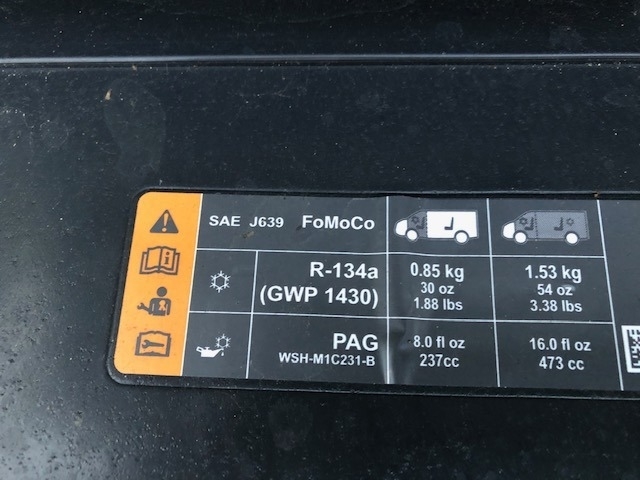 SAE J639 FoMoCo
R-134a
(GWP 1430)
0.85 kg
30 oz
1.88 lbs
1.53 kg
54 oz
3.38 lbs
PAG
WSH-M1C231-B
8.0 fl oz
237cc
16.0 fl oz
473 cc